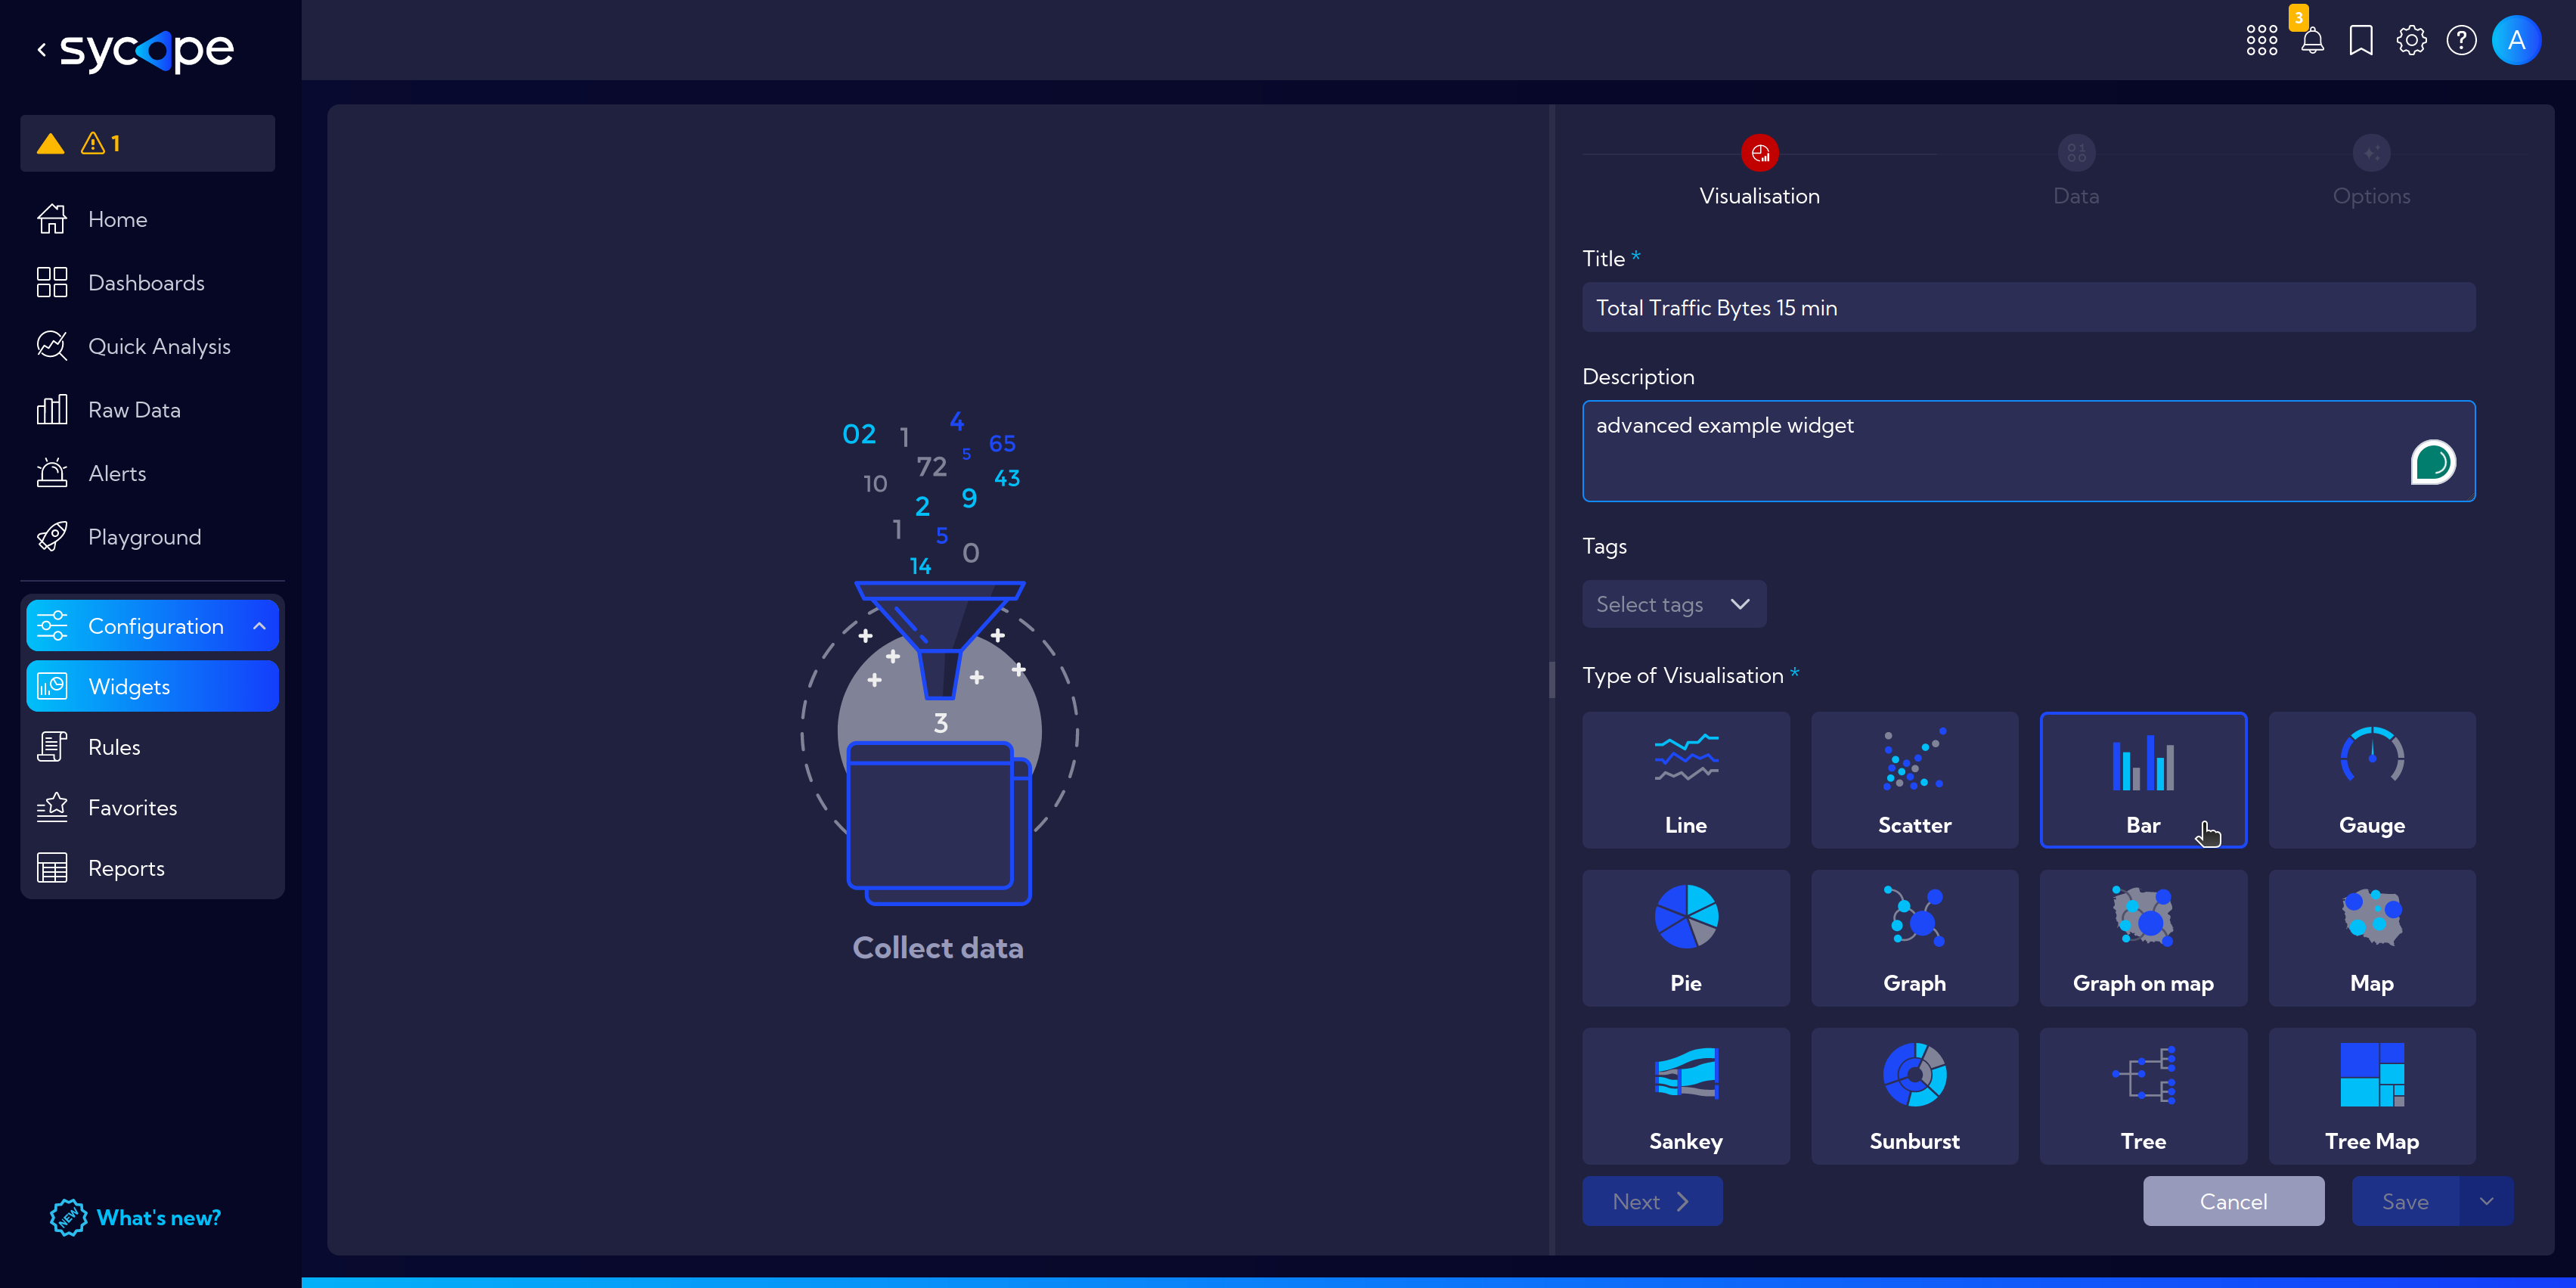 sycope
3
A
1
Home
Dashboards
Quick Analysis
Raw Data
Alerts
Playground
Configuration
Widgets
Rules
Favorites
Reports
NEW What's new?
02 1 4 65
72 5
10 43
2 9
1 5 0
14
3
Collect data
Visualisation Data Options
Title *
Total Traffic Bytes 15 min
Description
advanced example widget
Tags
Select tags
Type of Visualisation *
Line Scatter Bar Gauge
Pie Graph Graph on map Map
Sankey Sunburst Tree Tree Map
Next Cancel Save